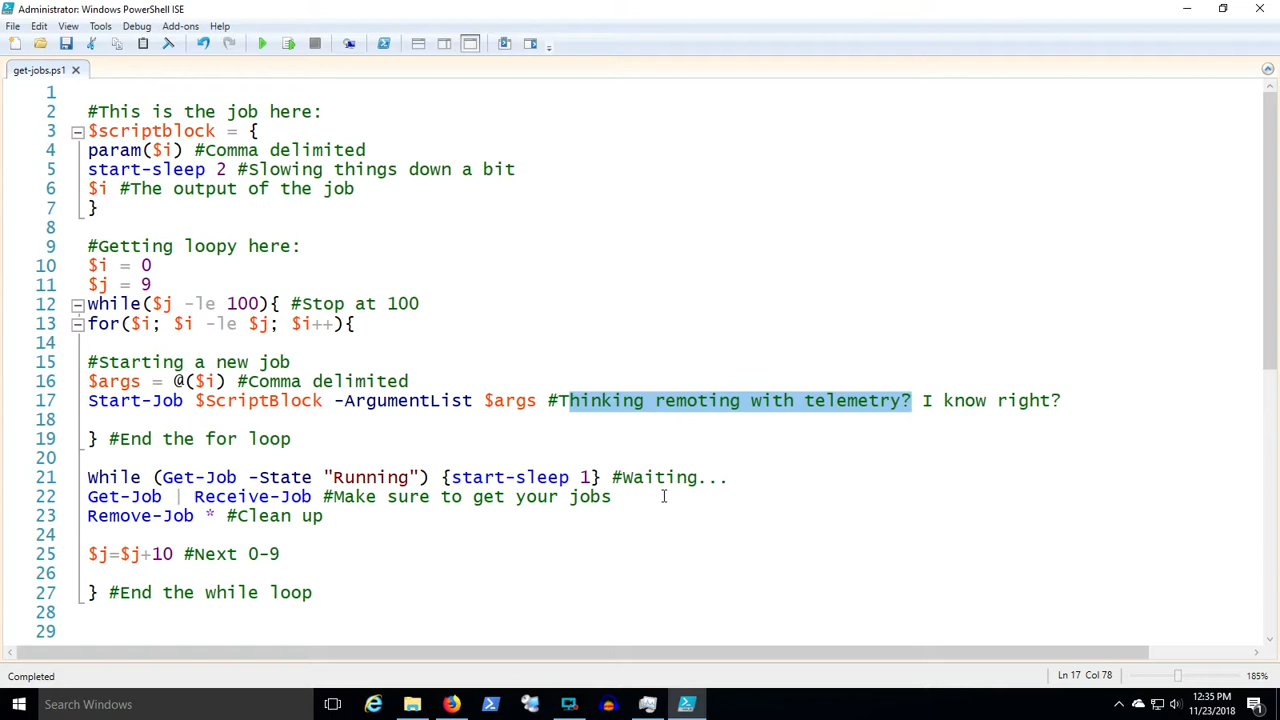 Administrator: Windows PowerShell ISE
File Edit View Tools Debug Add-ons Help
get-jobs.ps1
1
2 #This is the job here:
3 $scriptblock = {
4 param($i) #Comma delimited
5 start-sleep 2 #Slowing things down a bit
6 $i #The output of the job
7 }
8
9 #Getting loopy here:
10 $i = 0
11 $j = 9
12 while($j -le 100){ #Stop at 100
13 for($i; $i -le $j; $i++){
14
15 #Starting a new job
16 $args = @($i) #Comma delimited
17 Start-Job $ScriptBlock -ArgumentList $args #Thinking remoting with telemetry? I know right?
18
19 } #End the for loop
20
21 While (Get-Job -State "Running") {start-sleep 1} #Waiting...
22 Get-Job | Receive-Job #Make sure to get your jobs
23 Remove-Job * #Clean up
24
25 $j=$j+10 #Next 0-9
26
27 } #End the while loop
28
29
Completed Ln 17 Col 78 185%
Search Windows 12:35 PM
11/23/2018